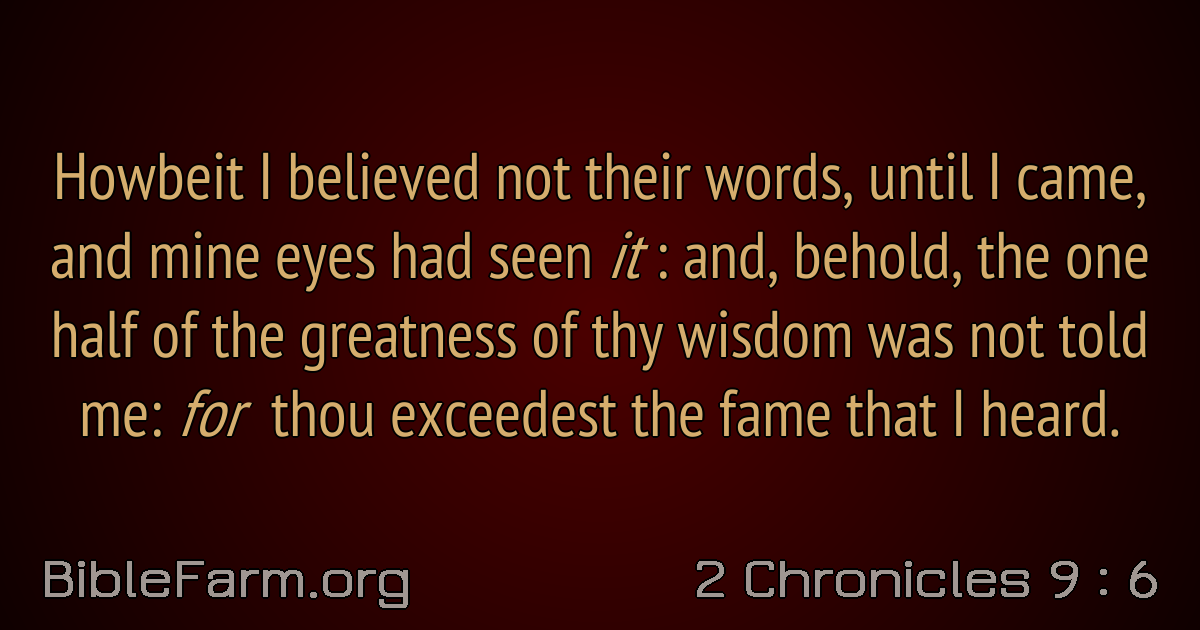 Howbeit I believed not their words, until I came,
and mine eyes had seen it : and, behold, the one
half of the greatness of thy wisdom was not told
me: for thou exceedest the fame that I heard.
BibleFarm.org
2 Chronicles 9 : 6